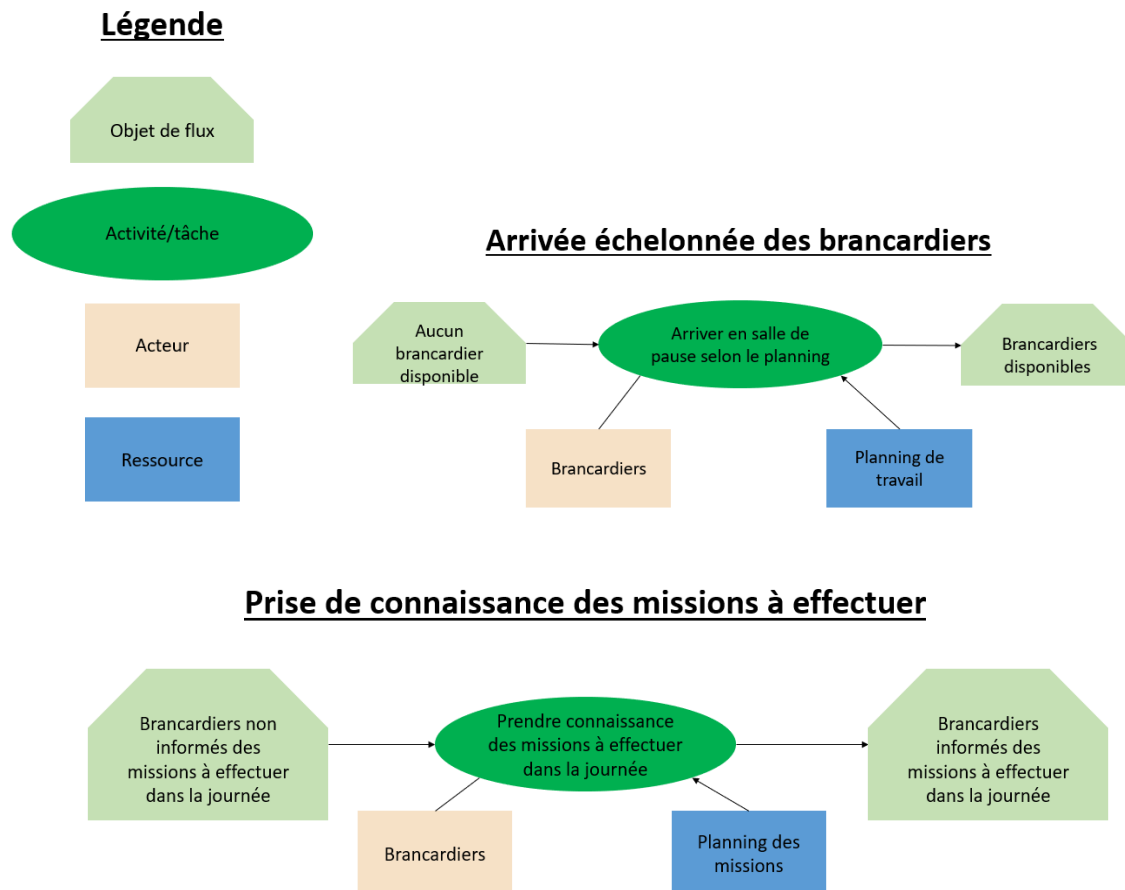 Légende
Objet de flux
Activité/tâche
Acteur
Ressource
Arrivée échelonnée des brancardiers
Aucun
brancardier
disponible
Arriver en salle de
pause selon le planning
Brancardiers
disponibles
Brancardiers
Planning de
travail
Prise de connaissance des missions à effectuer
Brancardiers non
informés des
missions à effectuer
dans la journée
Prendre connaissance
des missions à effectuer
dans la journée
Brancardiers
informés des
missions à effectuer
dans la journée
Brancardiers
Planning des
missions